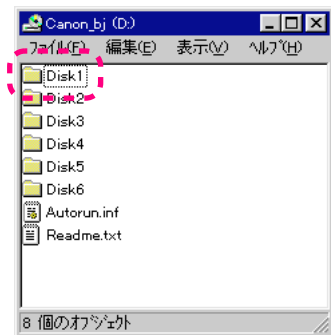 Canon_bj (D:)
ファイル(F) 編集(E) 表示(V) ヘルプ(H)
Disk1
Disk2
Disk3
Disk4
Disk5
Disk6
Autorun.inf
Readme.txt
8 個のオブジェクト